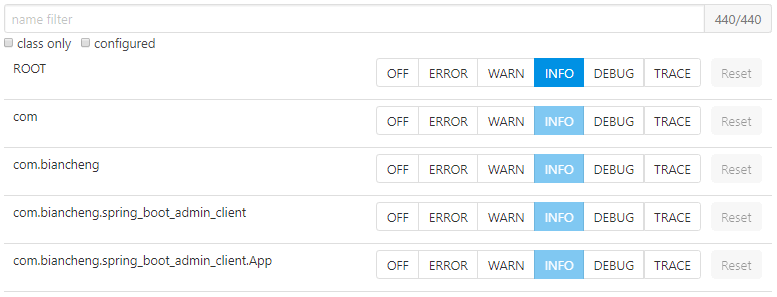 name filter 440/440
class only configured
ROOT OFF ERROR WARN INFO DEBUG TRACE Reset
com OFF ERROR WARN INFO DEBUG TRACE Reset
com.biancheng OFF ERROR WARN INFO DEBUG TRACE Reset
com.biancheng.spring_boot_admin_client OFF ERROR WARN INFO DEBUG TRACE Reset
com.biancheng.spring_boot_admin_client.App OFF ERROR WARN INFO DEBUG TRACE Reset